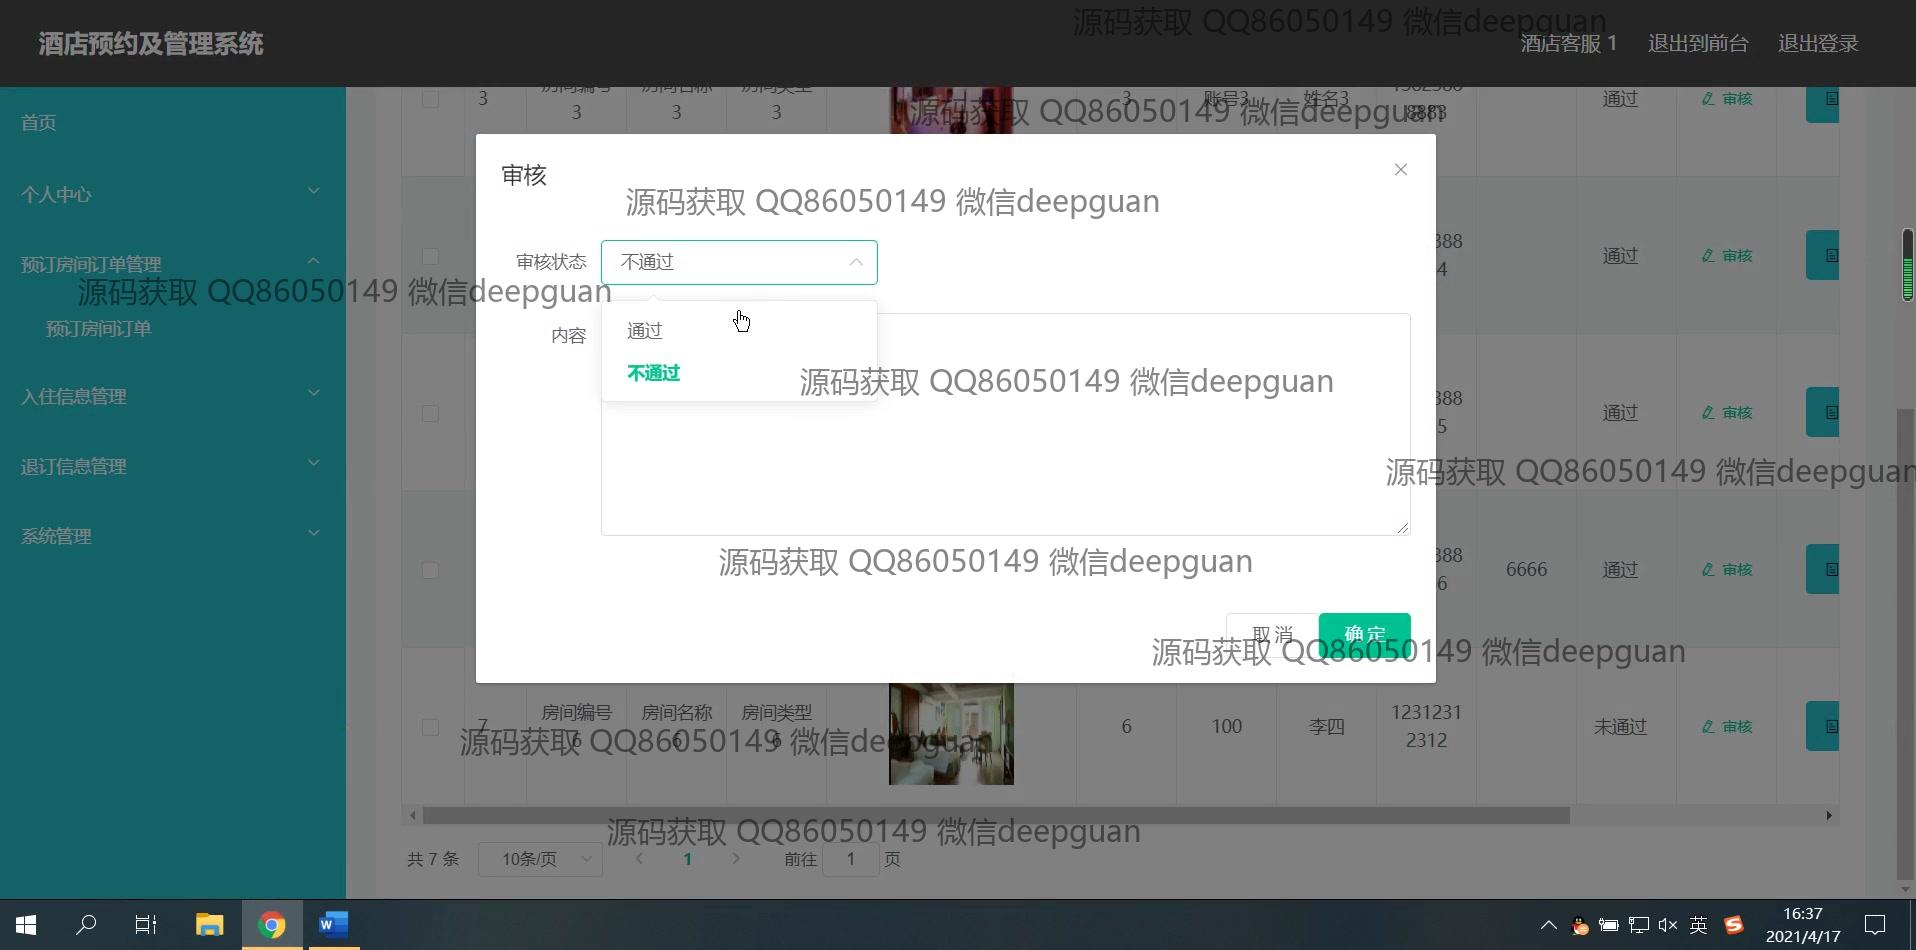 源码获取 QQ86050149 微信deepguan
酒店预约及管理系统
酒店客服 1 退出到前台 退出登录
首页
个人中心
预订房间订单管理
预订房间订单
入住信息管理
退订信息管理
系统管理
3 房间编号 房间名称 房间类型 3 账号3 姓名3 通过 审核
3 3 3 8883
源码获取 QQ86050149 微信deepguan
审核
源码获取 QQ86050149 微信deepguan
审核状态 不通过
388
4 通过 审核
源码获取 QQ86050149 微信deepguan
内容
通过
不通过
源码获取 QQ86050149 微信deepguan
388
5 通过 审核
源码获取 QQ86050149 微信deepguan
源码获取 QQ86050149 微信deepguan
388
6 6666 通过 审核
取消 确定
源码获取 QQ86050149 微信deepguan
7 房间编号 房间名称 房间类型 6 100 李四 1231231 未通过 审核
6 6 6 2312
源码获取 QQ86050149 微信deepguan
源码获取 QQ86050149 微信deepguan
共 7 条 10条/页 1 前往 1 页
英
16:37
2021/4/17